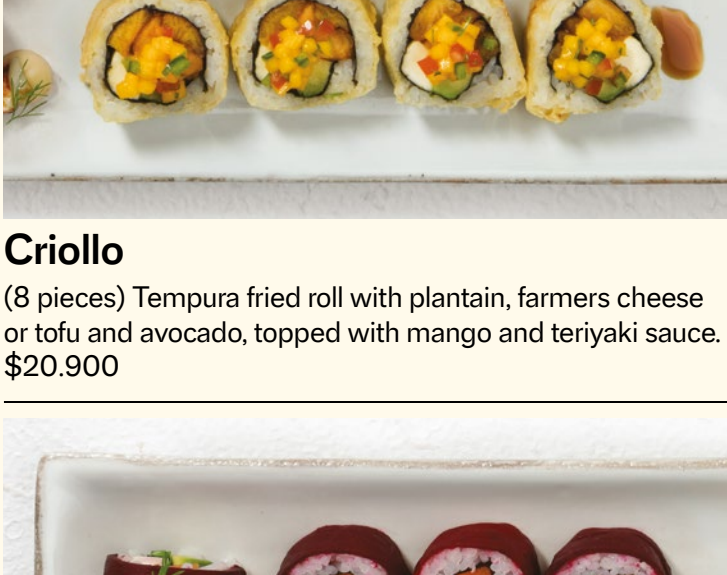 Criollo
(8 pieces) Tempura fried roll with plantain, farmers cheese
or tofu and avocado, topped with mango and teriyaki sauce.
$20.900